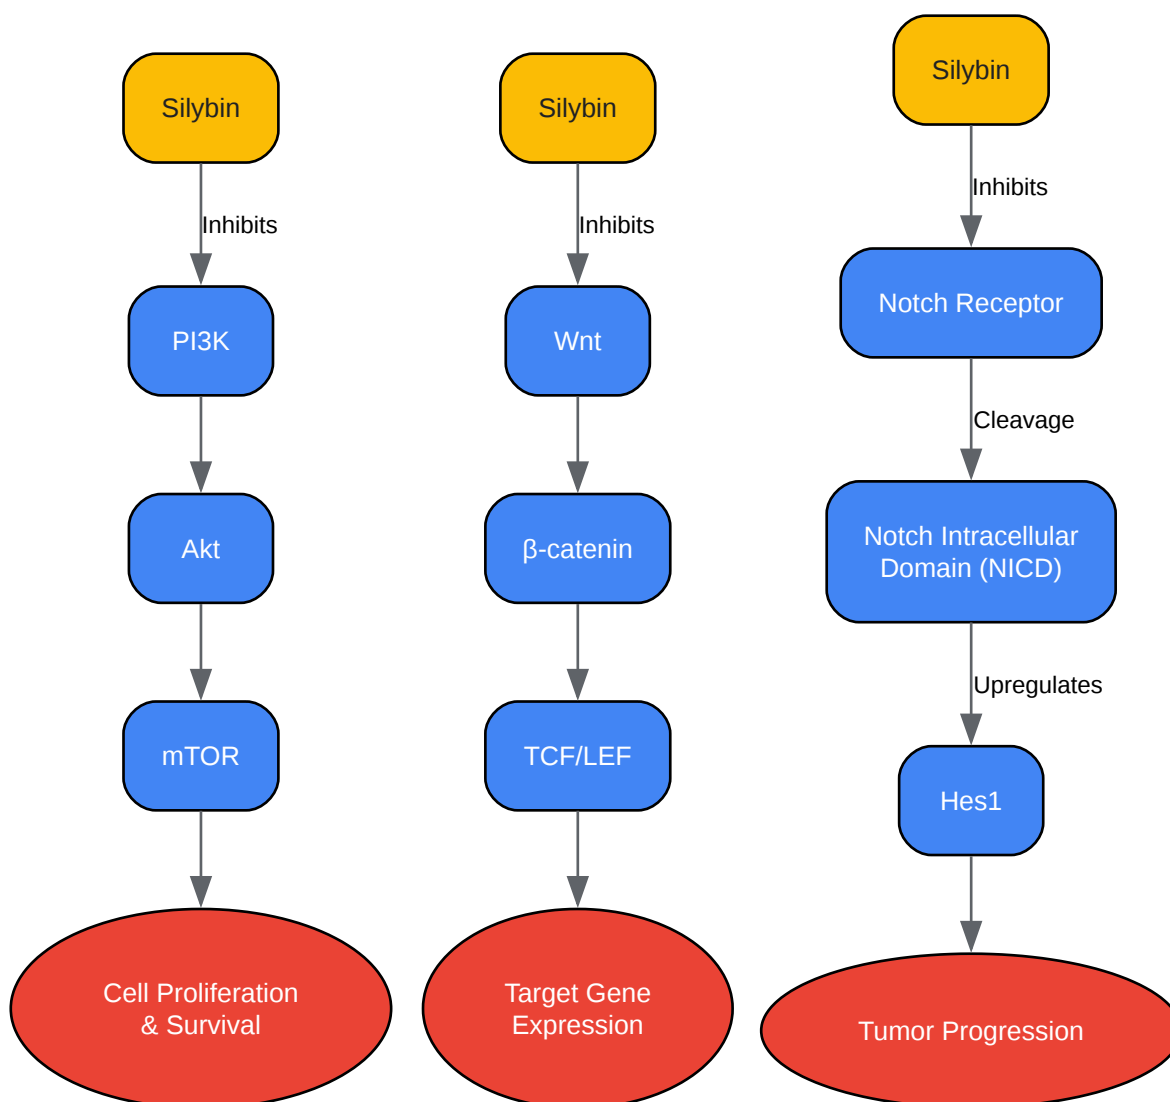 Silybin
Inhibits
PI3K
Akt
mTOR
Cell Proliferation
& Survival
Silybin
Inhibits
Wnt
β-catenin
TCF/LEF
Target Gene
Expression
Silybin
Inhibits
Notch Receptor
Cleavage
Notch Intracellular
Domain (NICD)
Upregulates
Hes1
Tumor Progression